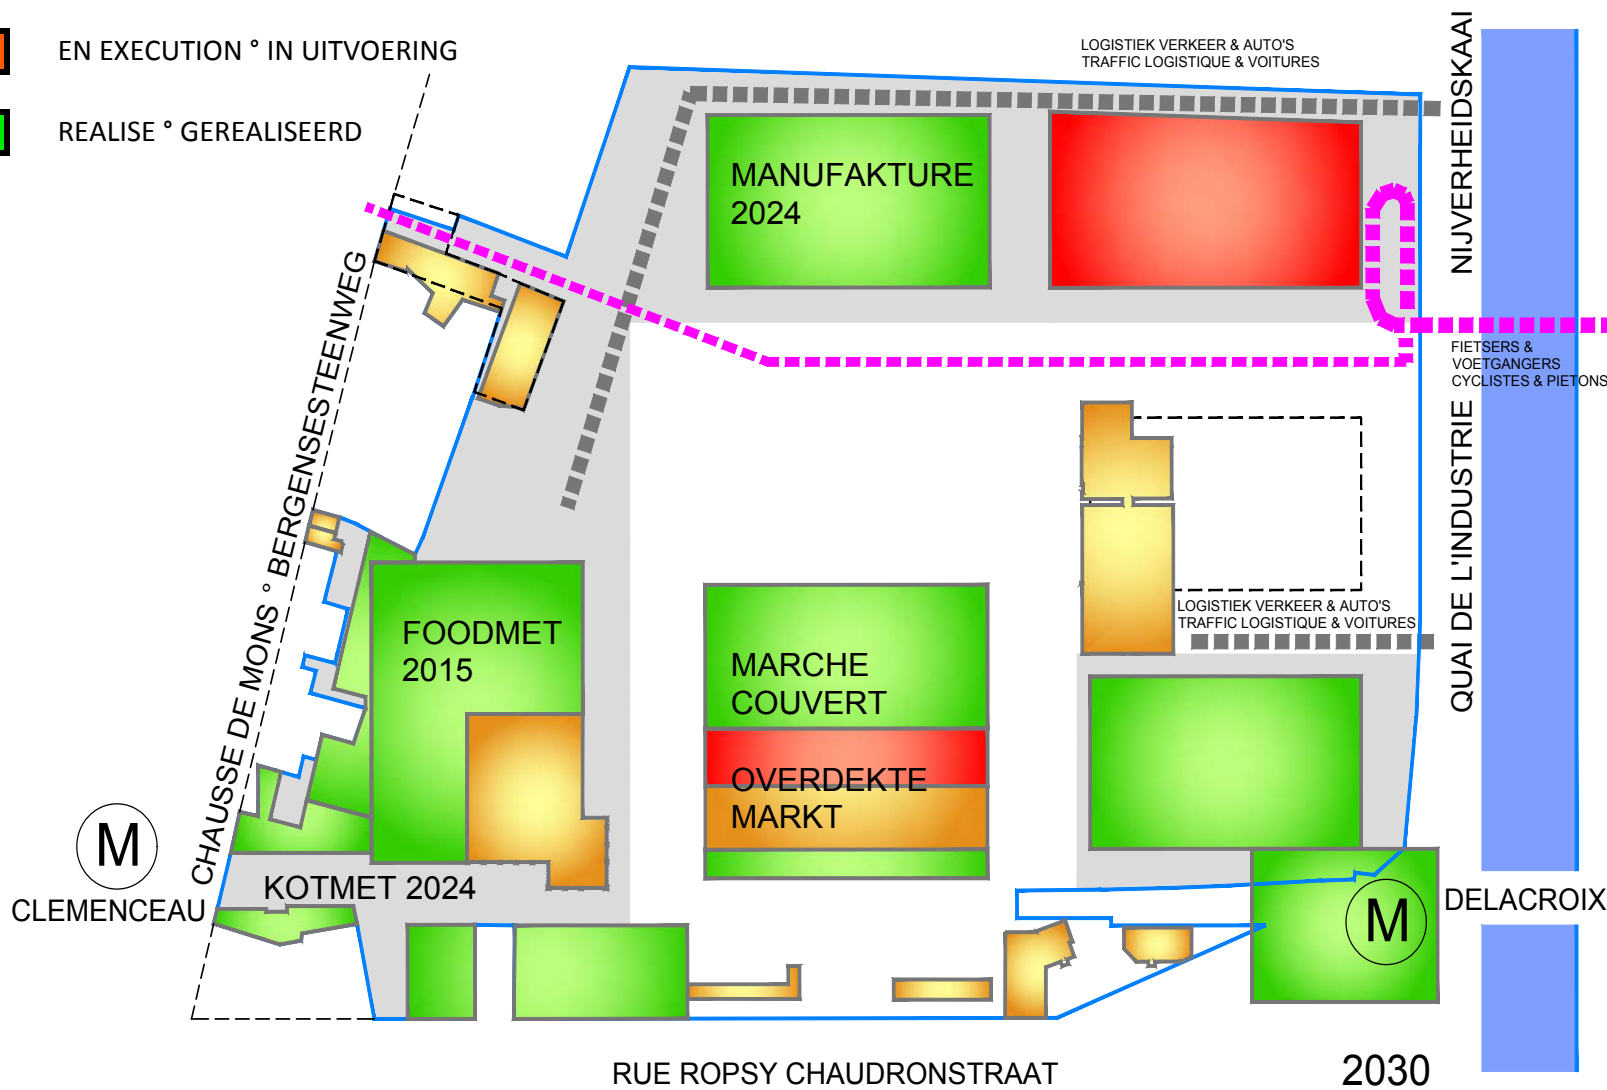 EN EXECUTION ° IN UITVOERING
REALISE ° GEREALISEERD
LOGISTIEK VERKEER & AUTO'S
TRAFFIC LOGISTIQUE & VOITURES
NIJVERHEIDSKAAI
MANUFAKTURE
2024
CHAUSSE DE MONS ° BERGENSESTEENWEG
FIETSERS &
VOETGANGERS
CYCLISTES & PIETONS
QUAI DE L'INDUSTRIE
LOGISTIEK VERKEER & AUTO'S
TRAFFIC LOGISTIQUE & VOITURES
FOODMET
2015
MARCHE
COUVERT
OVERDEKTE
MARKT
M
CLEMENCEAU
KOTMET 2024
M
DELACROIX
RUE ROPSY CHAUDRONSTRAAT
2030